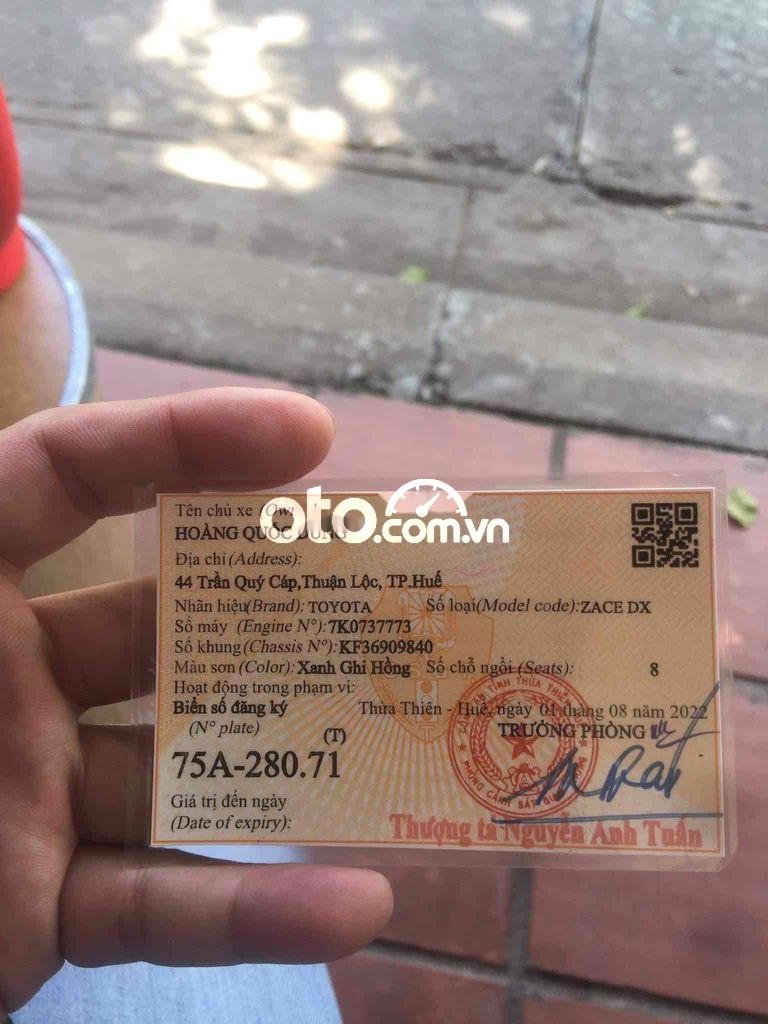 Tên chủ xe (Own
oto.com.vn
HOÀNG QUỐC
Địa chỉ (Address):
44 Trần Quý Cáp,Thuận Lộc, TP.Huế
Nhãn hiệu(Brand): TOYOTA Số loại(Model code):ZACE DX
Số máy (Engine Nº):7K0737773
Số khung(Chassis Nº):KF36909840
Màu sơn (Color): Xanh Ghi Hồng Số chỗ ngồi (Seats): 8
Hoạt động trong phạm vi:
Biển số đăng ký Thừa Thiên - Huế, ngày 01 tháng 08 năm 2022
(Nº plate) (T) TRƯỞNG PHÒNG
75A-280.71
Giá trị đến ngày
(Date of expiry):
Thượng tá Nguyễn Anh Tuấn